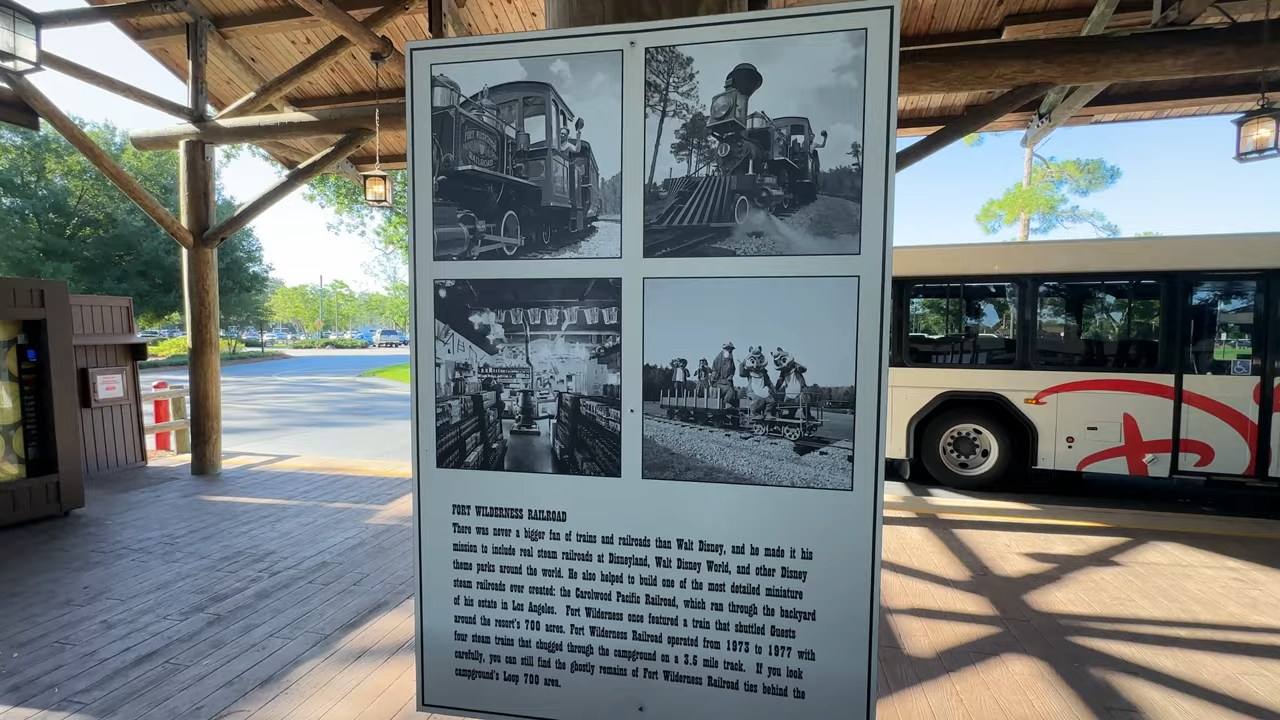 FORT WILDERNESS
RAILROAD
FORT WILDERNESS RAILROAD
There was never a bigger fan of trains and railroads than Walt Disney, and he made it his
mission to include real steam railroads at Disneyland, Walt Disney World, and other Disney
theme parks around the world. He also helped to build one of the most detailed miniature
steam railroads ever created: the Carolwood Pacific Railroad, which ran through the backyard
of his estate in Los Angeles. Fort Wilderness once featured a train that shuttled Guests
around the resort's 700 acres. Fort Wilderness Railroad operated from 1973 to 1977 with
four steam trains that chugged through the campground on a 3.5 mile track. If you look
carefully, you can still find the ghostly remains of Fort Wilderness Railroad ties behind the
campground's Loop 700 area.
Di